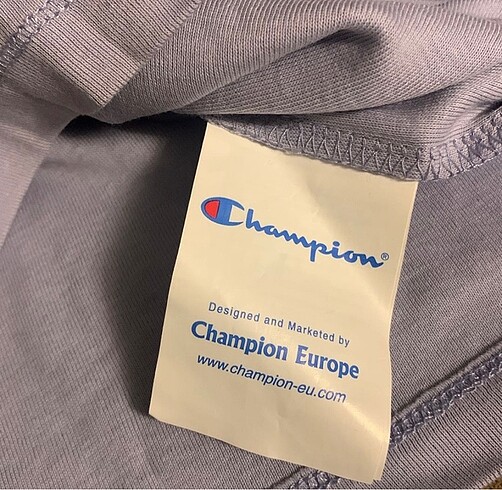 Champion®
Designed and Marketed by
Champion Europe
www.champion-eu.com